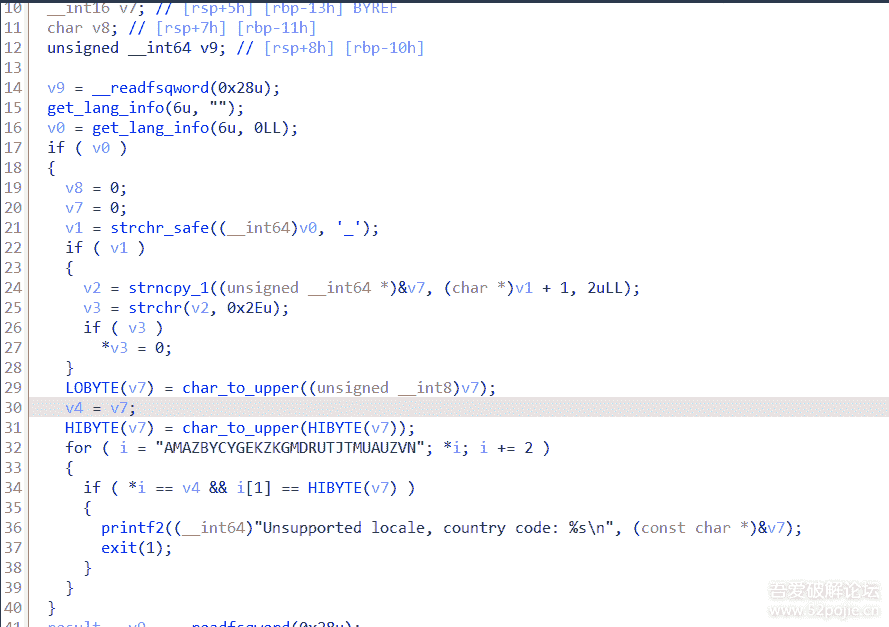 10 __int16 v7; // [rsp+5h] [rbp-13h] BYREF
11 char v8; // [rsp+7h] [rbp-11h]
12 unsigned __int64 v9; // [rsp+8h] [rbp-10h]
13
14 v9 = __readfsqword(0x28u);
15 get_lang_info(6u, "");
16 v0 = get_lang_info(6u, 0LL);
17 if ( v0 )
18 {
19 v8 = 0;
20 v7 = 0;
21 v1 = strchr_safe((__int64)v0, '_');
22 if ( v1 )
23 {
24 v2 = strncpy_1((unsigned __int64 *)&v7, (char *)v1 + 1, 2uLL);
25 v3 = strchr(v2, 0x2Eu);
26 if ( v3 )
27 *v3 = 0;
28 }
29 LOBYTE(v7) = char_to_upper((unsigned __int8)v7);
30 v4 = v7;
31 HIBYTE(v7) = char_to_upper(HIBYTE(v7));
32 for ( i = "AMAZBYCYGEKZKGMDRUTJTMUAUZVN"; *i; i += 2 )
33 {
34 if ( *i == v4 && i[1] == HIBYTE(v7) )
35 {
36 printf2((__int64)"Unsupported locale, country code: %s\n", (const char *)&v7);
37 exit(1);
38 }
39 }
40 }
41 result = v9 - __readfsqword(0x28u);
吾爱破解论坛
www.52pojie.cn